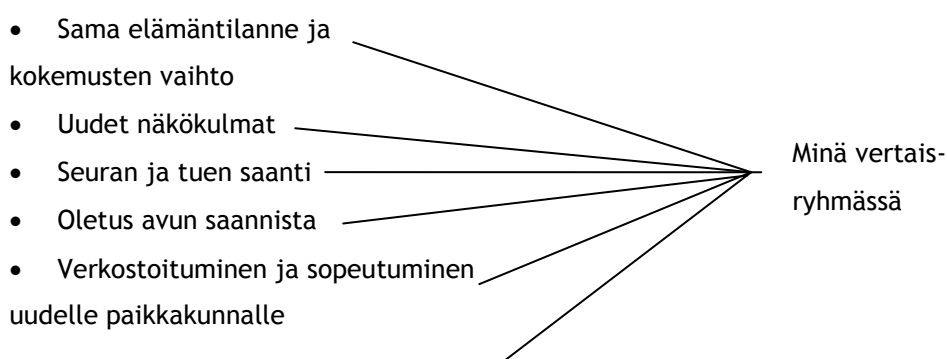 • Sama elämäntilanne ja
kokemusten vaihto
• Uudet näkökulmat
• Seuran ja tuen saanti
• Oletus avun saannista
• Verkostoituminen ja sopeutuminen
uudelle paikkakunnalle
Minä vertais-
ryhmässä